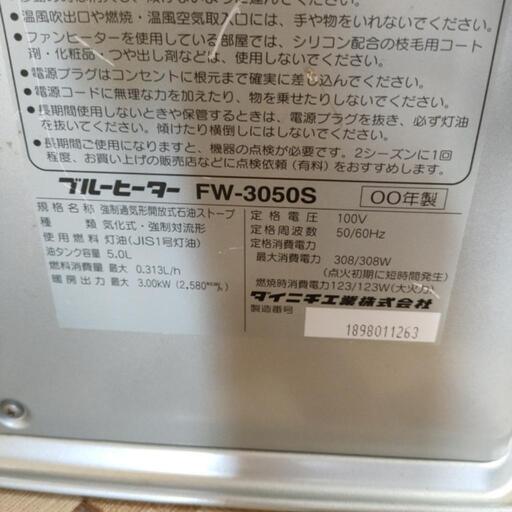 ●温風吹出口や燃焼・温風空気取入口には、手や物をいれないでください。
●ファンヒーターを使用している部屋では、シリコン配合の枝毛用コート
剤・化粧品・つや出し剤などは、使用しないでください。
●電源プラグはコンセントに根元まで確実に差し込んでください。
●電源コードに無理な力を加えたり、物を乗せたりしないでください。
●長期間使用しないときや保管するときは、電源プラグを抜き、必ず灯油
を抜いてください。傾けたり横倒しにはしないでください。
●長期間ご使用になりますと、機器の点検が必要です。2シーズンに1回
程度、お買い上げの販売店などに点検依頼(有料)をおすすめします。
ブルーヒーター FW-3050S 00年製
規格名称 強制通気形開放式石油ストーブ
種類 気化式・強制対流形
使用燃料 灯油(JIS1号灯油)
油タンク容量 5.0L
燃料消費量 最大 0.313L/h
暖房出力 最大 3.00kW(2,580kcal/h)
定格電圧 100V
定格周波数 50/60Hz
定格消費電力
最大消費電力 308/308W
(点火初期に短時間発生)
燃焼時消費電力123/123W(大火力)
ダイニチ工業株式会社
製造番号
1898011263